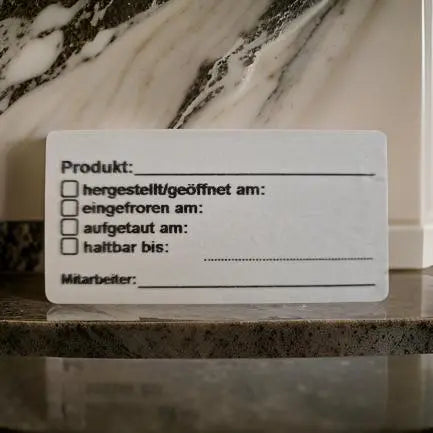 Produkt:
hergestellt/geöffnet am:
eingefroren am:
aufgetaut am:
haltbar bis:
Mitarbeiter: